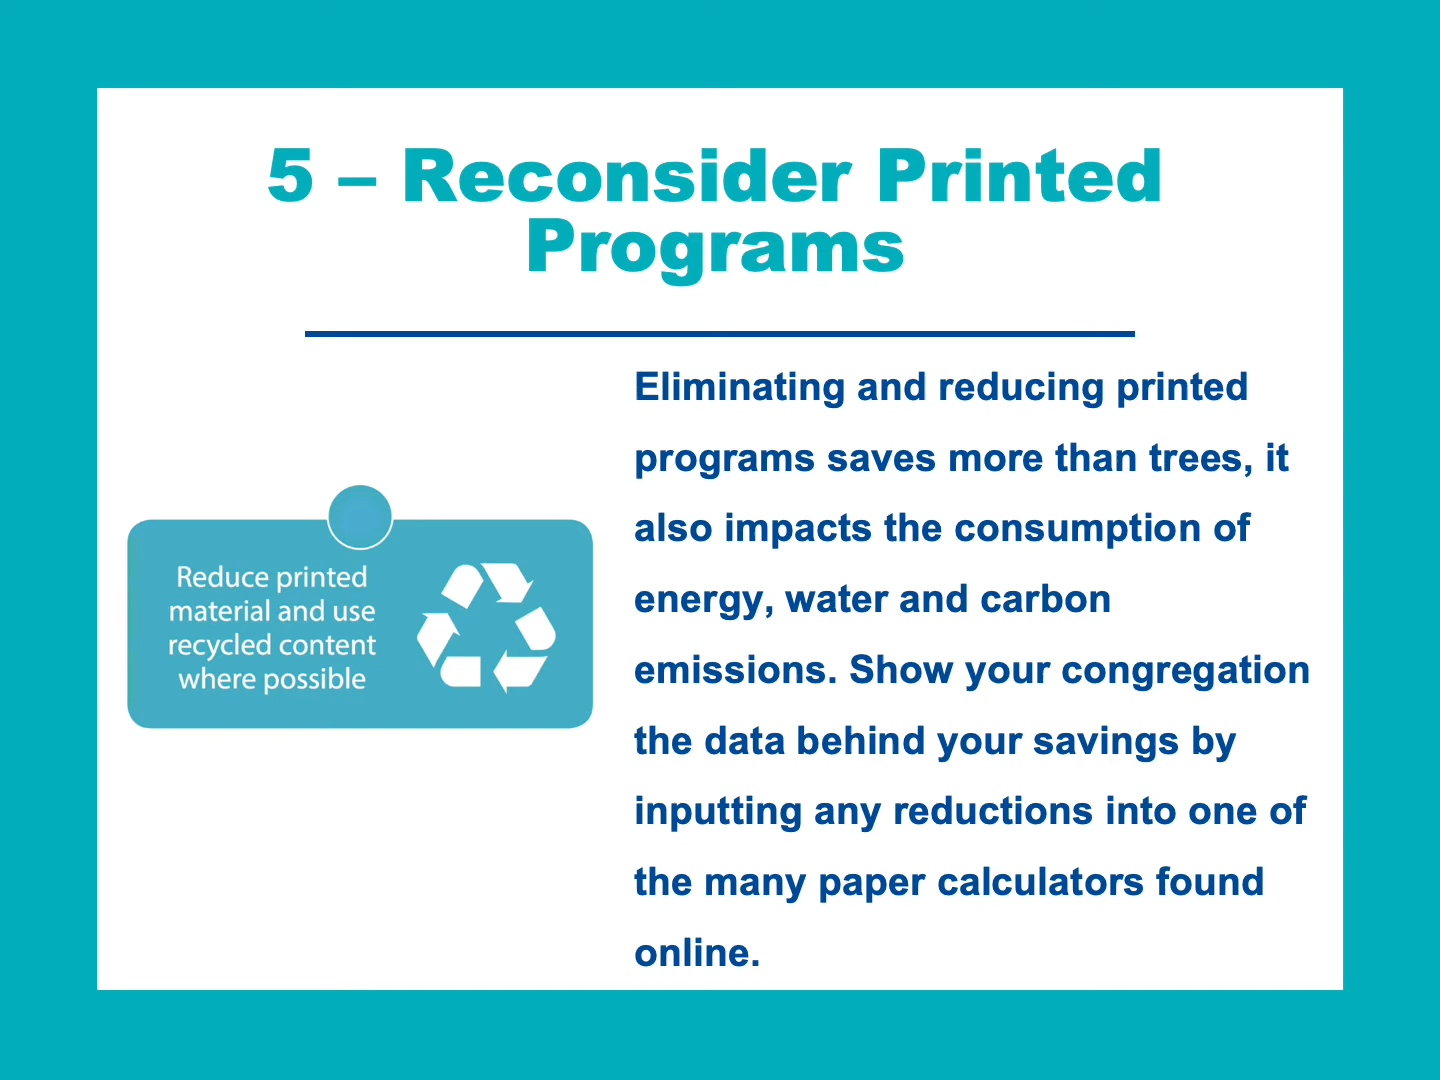 5 – Reconsider Printed
Programs
Reduce printed
material and use
recycled content
where possible
Eliminating and reducing printed
programs saves more than trees, it
also impacts the consumption of
energy, water and carbon
emissions. Show your congregation
the data behind your savings by
inputting any reductions into one of
the many paper calculators found
online.